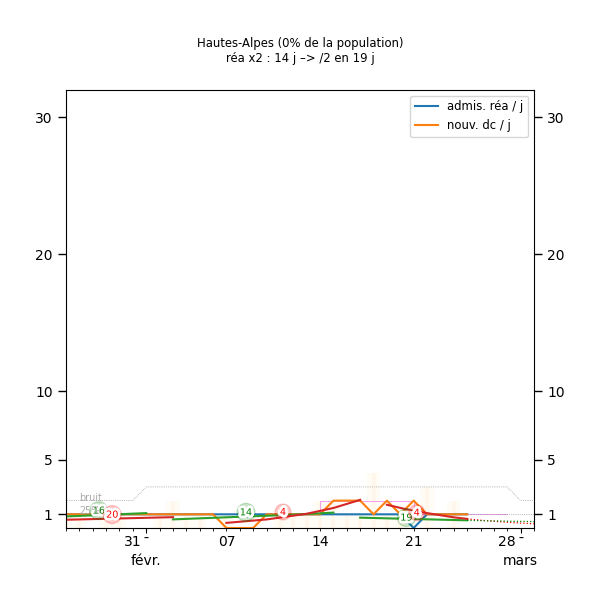 Hautes-Alpes (0% de la population)
réa x2 : 14 j –> /2 en 19 j
admis. réa / j
nouv. dc / j
30 30
20 20
10 10
5 5
1 1
bruit
16 20 14 4 19 4
31 - 07 14 21 28 -
févr. mars